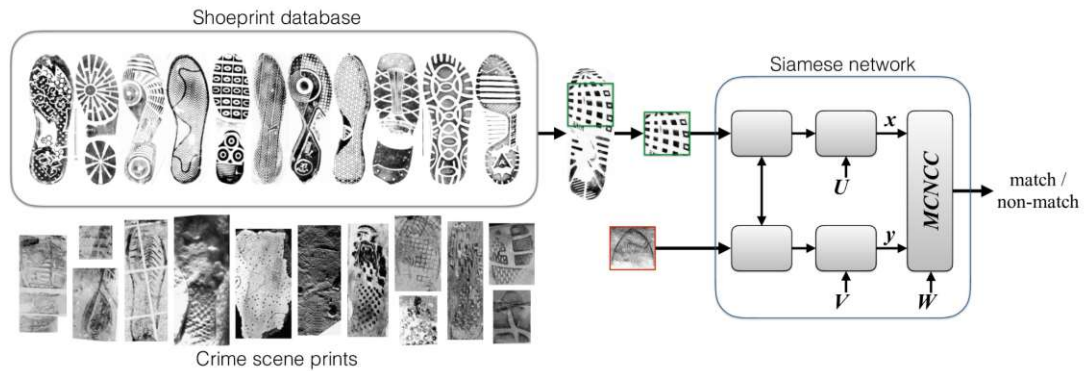 Shoeprint database
Siamese network
x
U
MCNCC
match /
non-match
y
V
W
Crime scene prints